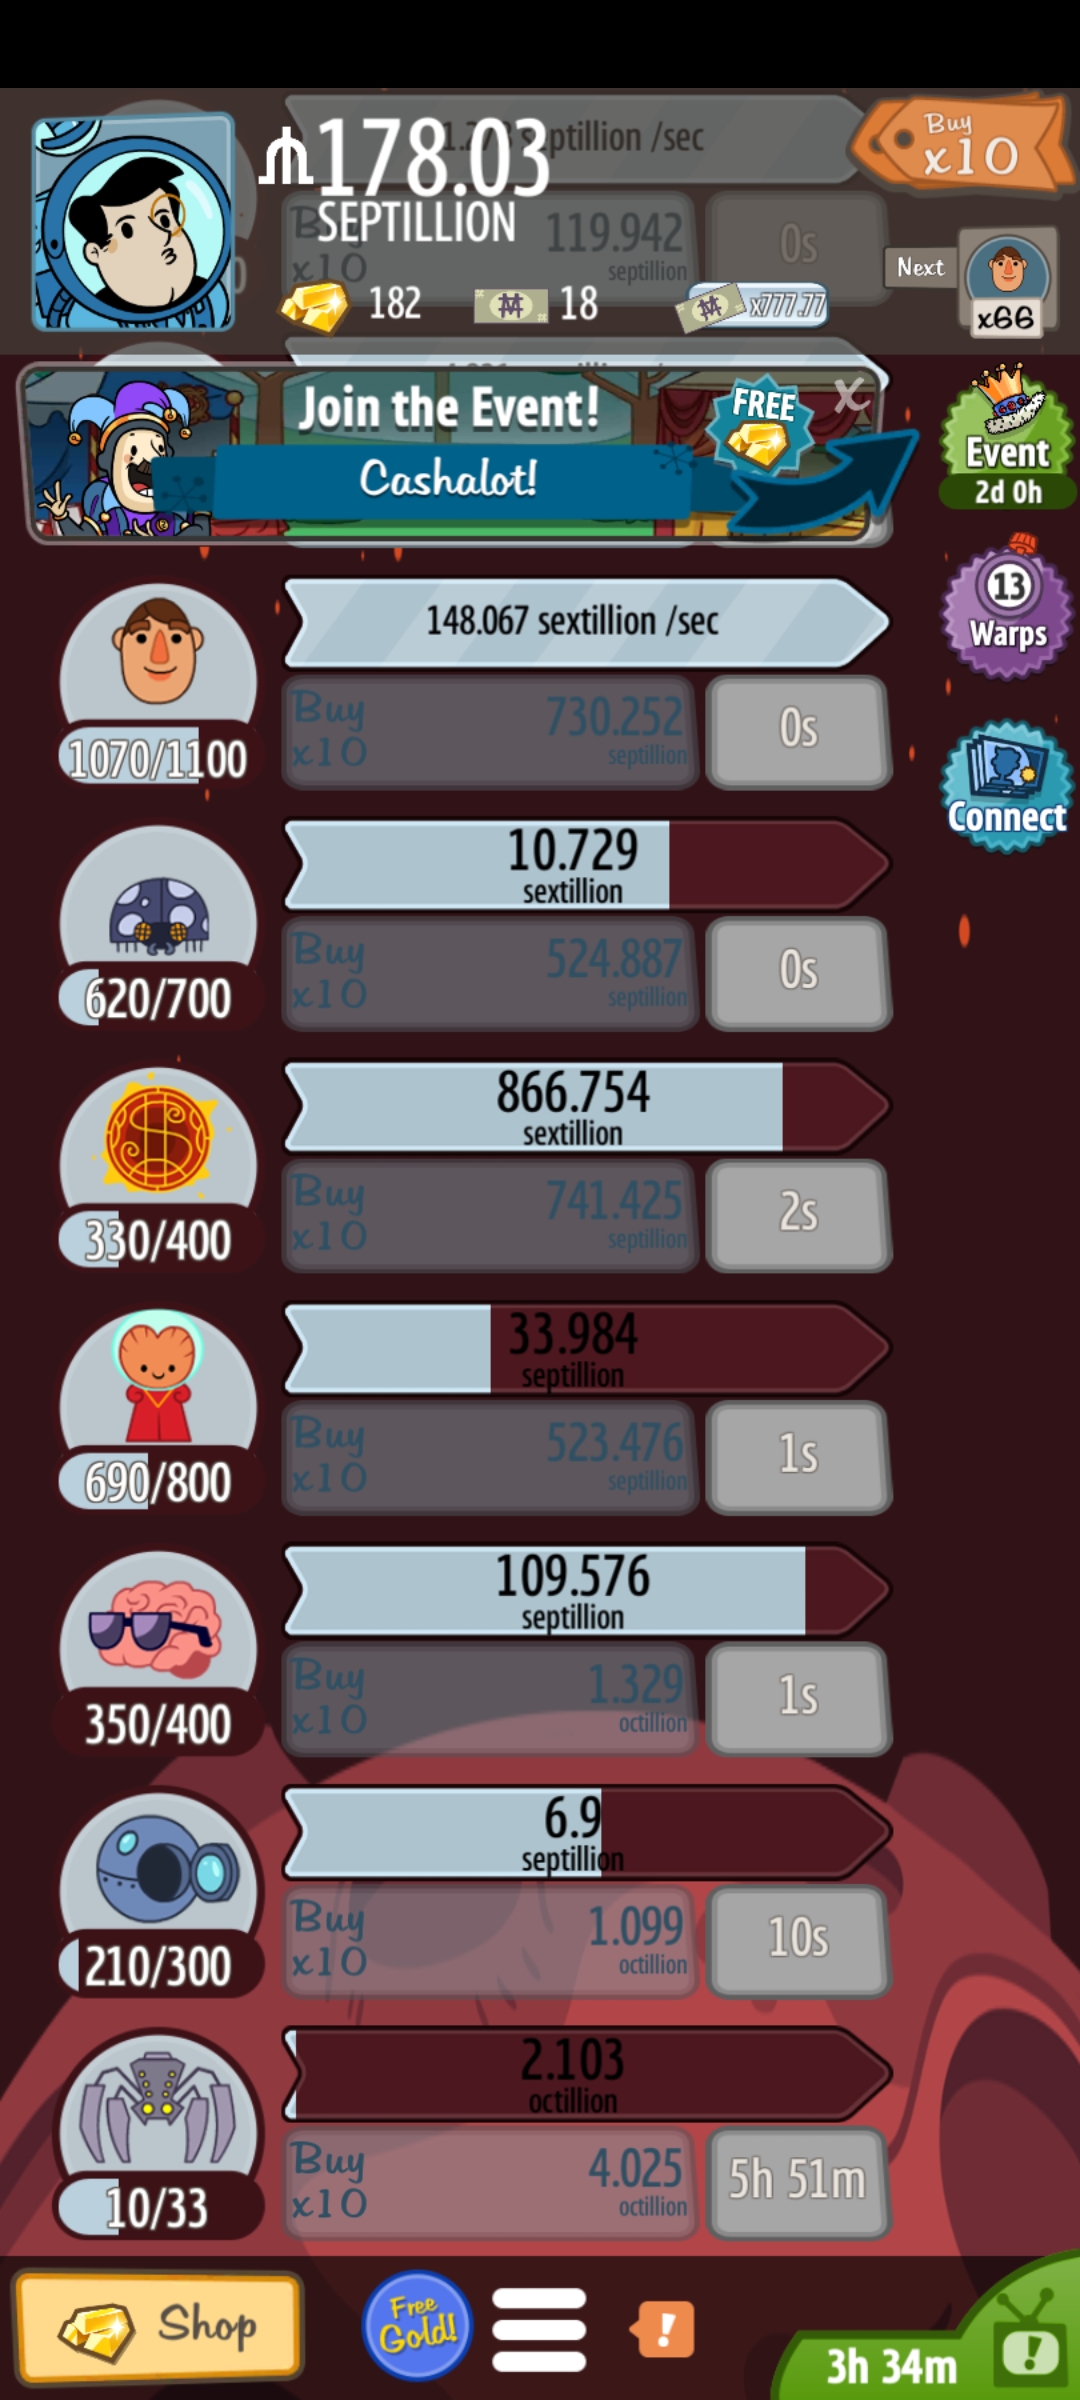 178.03
SEPTILLION
septillion /sec
Buy
x10
119.942
septillion
0s
Buy
x10
182
18
x777.77
Next
x66
Join the Event!
FREE
X
Cashalot!
Event
2d 0h
13
Warps
Connect
148.067 sextillion /sec
1070/1100
Buy
x10
730.252
septillion
0s
10.729
sextillion
620/700
Buy
x10
524.887
septillion
0s
866.754
sextillion
330/400
Buy
x10
741.425
septillion
2s
33.984
septillion
690/800
Buy
x10
523.476
septillion
1s
109.576
septillion
350/400
Buy
x10
1.329
octillion
1s
6.9
septillion
210/300
Buy
x10
1.099
octillion
10s
2.103
octillion
10/33
Buy
x10
4.025
octillion
5h 51m
Shop
Free
Gold!
!
3h 34m
!